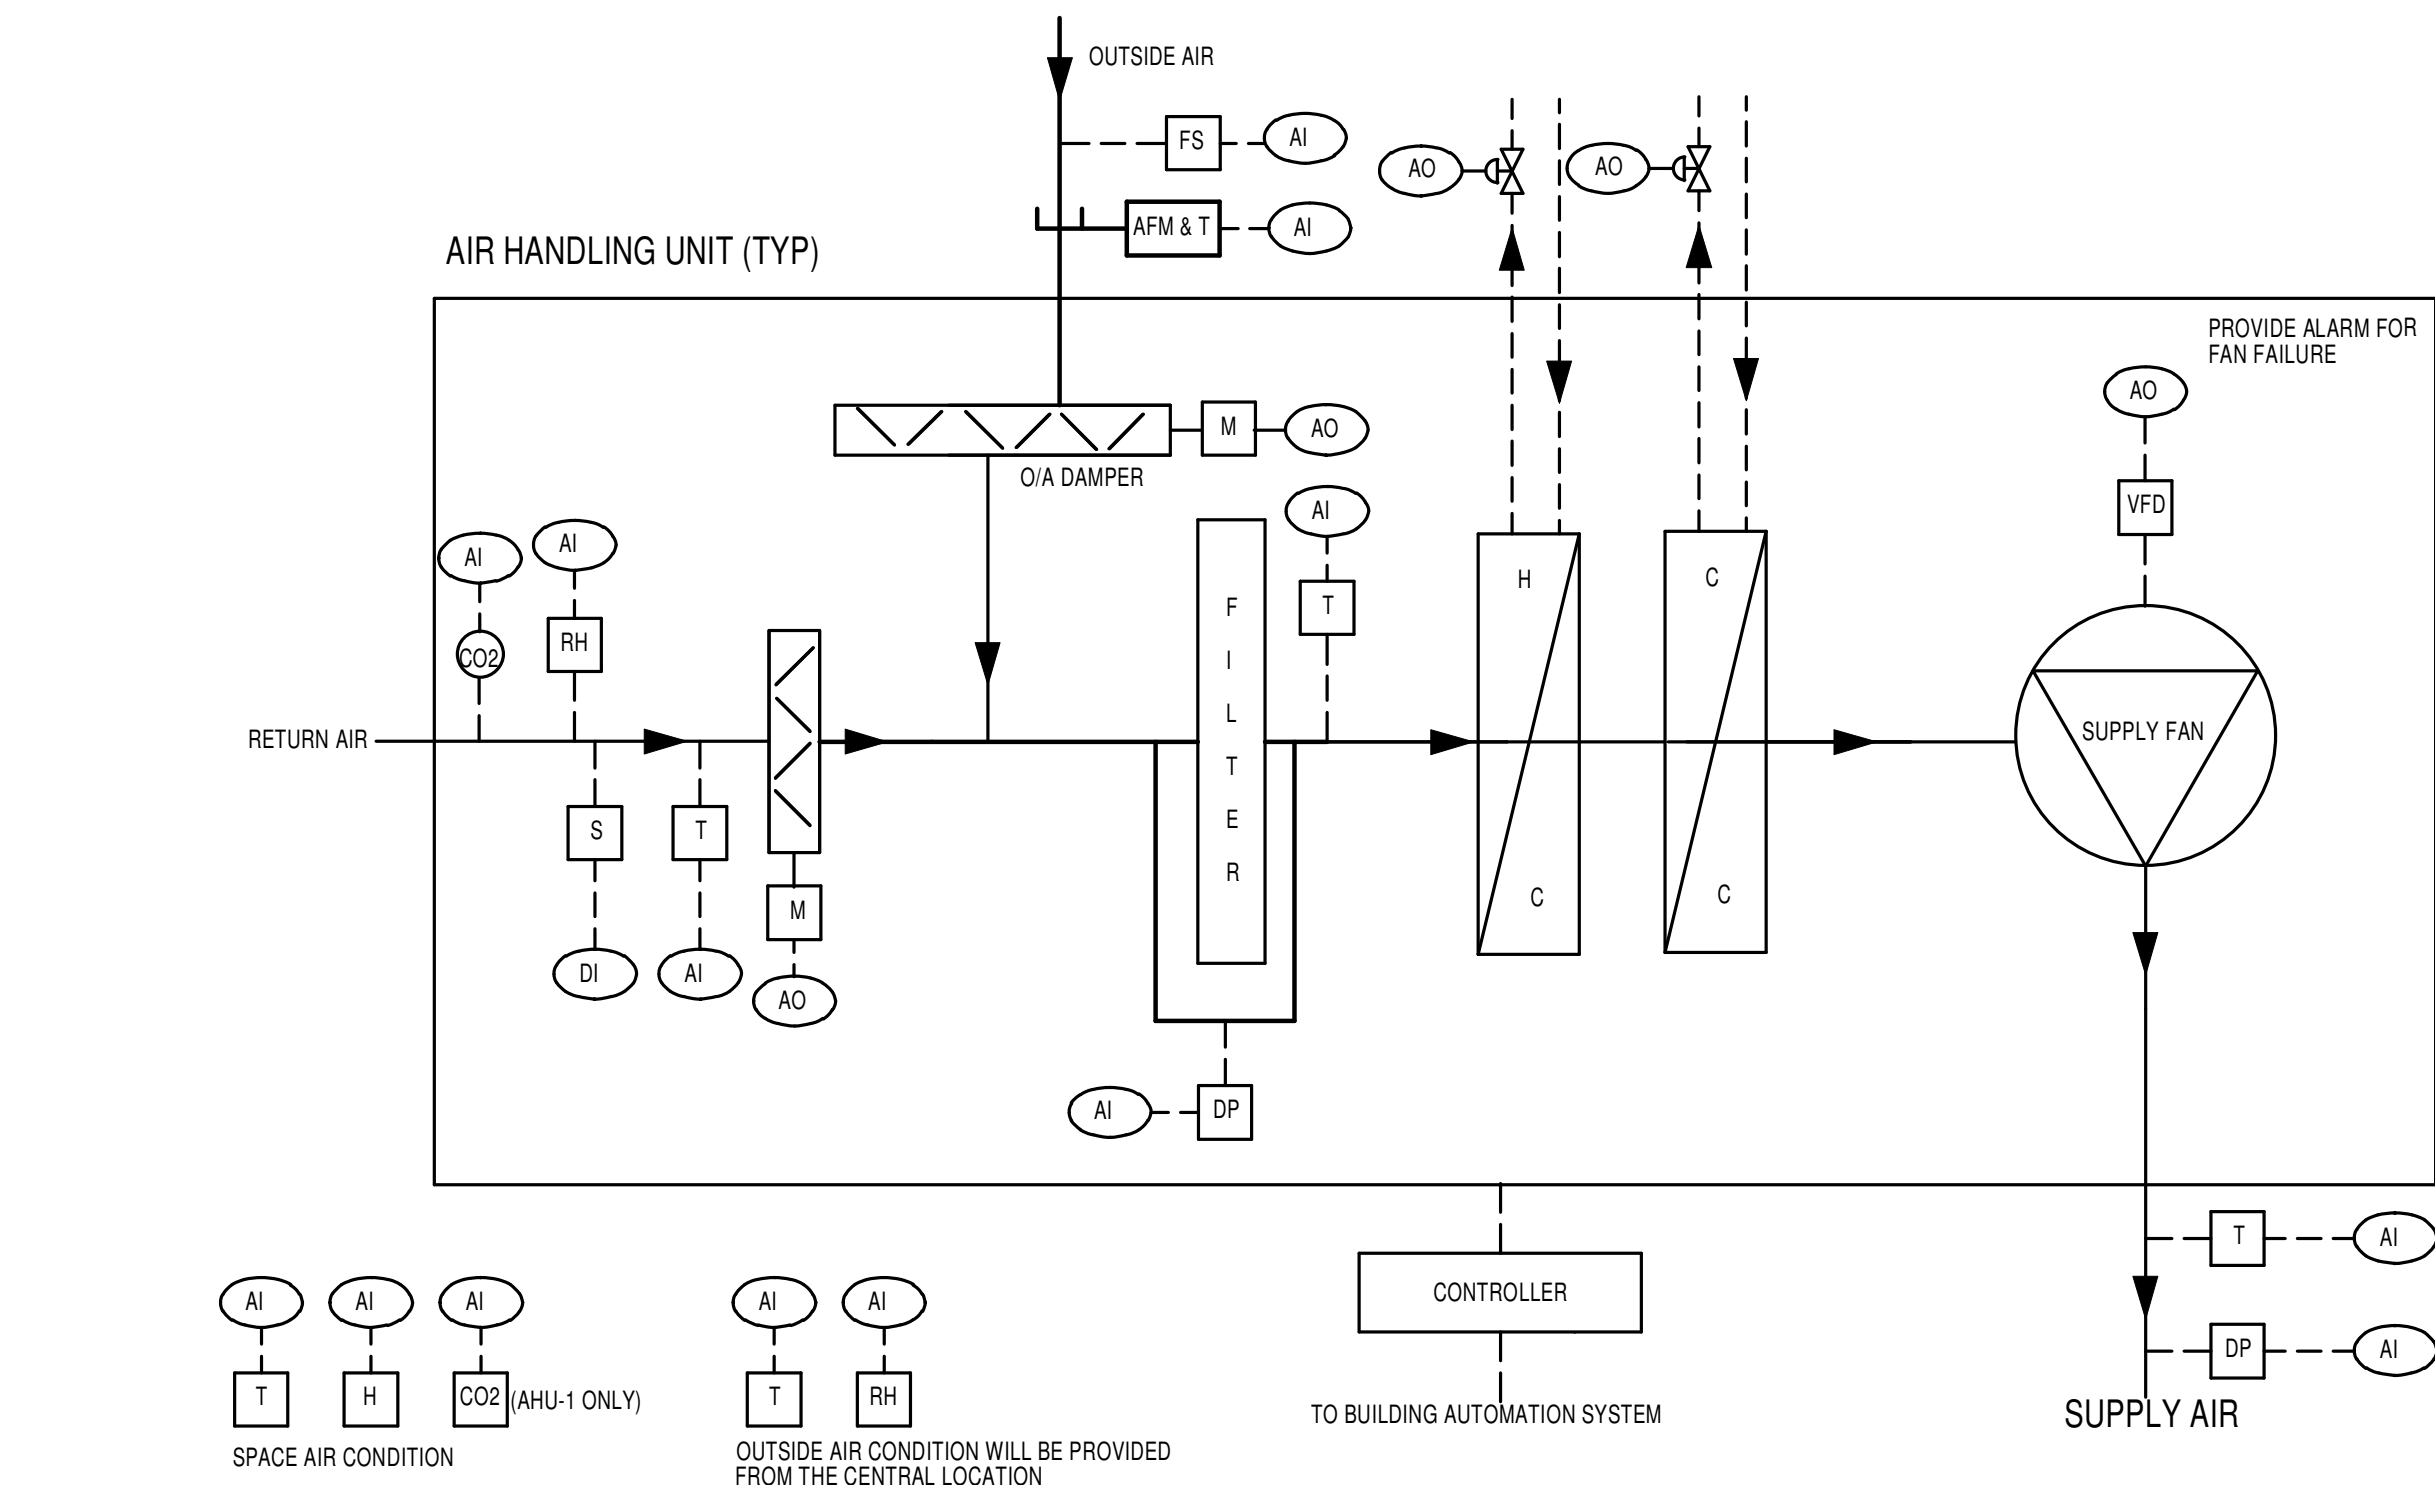 OUTSIDE AIR
FS
AI
AO
AO
AFM & T
AI
AIR HANDLING UNIT (TYP)
PROVIDE ALARM FOR
FAN FAILURE
AO
M
AO
O/A DAMPER
AI
VFD
AI
AI
CO2
RH
T
F
I
L
T
E
R
H
C
C
C
RETURN AIR
SUPPLY FAN
S
T
M
DI
AI
AO
AI
DP
T
AI
CONTROLLER
DP
AI
SUPPLY AIR
TO BUILDING AUTOMATION SYSTEM
AI
AI
AI
T
H
CO2 (AHU-1 ONLY)
SPACE AIR CONDITION
AI
AI
T
RH
OUTSIDE AIR CONDITION WILL BE PROVIDED
FROM THE CENTRAL LOCATION